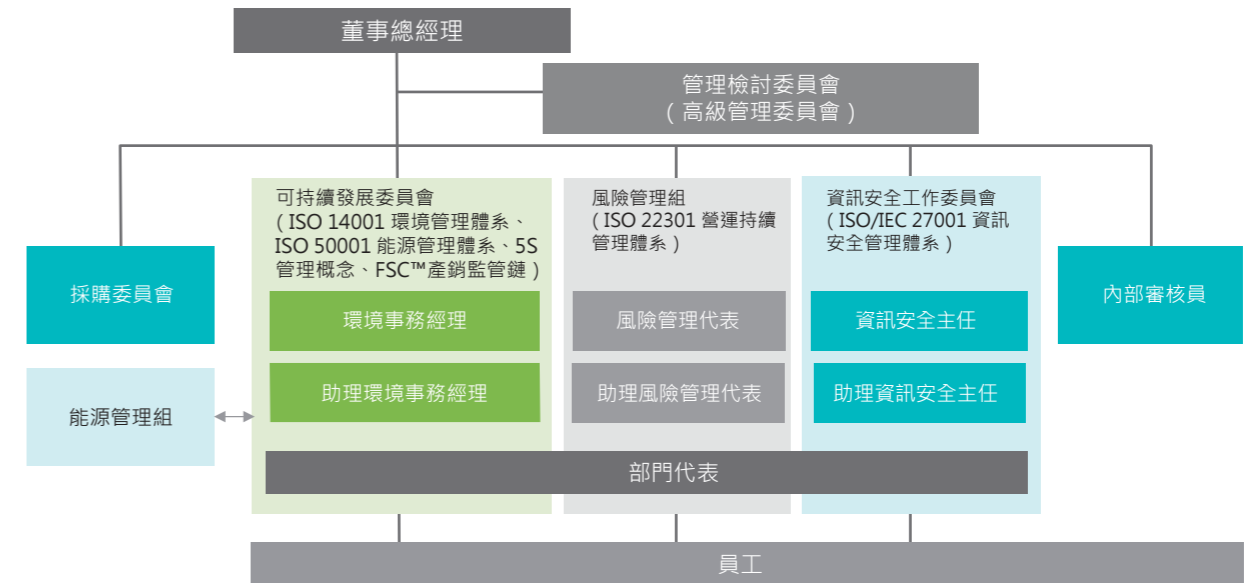 董事總經理
管理檢討委員會
（高級管理委員會）
可持續發展委員會
（ISO 14001 環境管理體系、
ISO 50001 能源管理體系、5S
管理概念、FSC™產銷監管鏈）
風險管理組
（ISO 22301 營運持續
管理體系）
資訊安全工作委員會
（ISO/IEC 27001 資訊
安全管理體系）
採購委員會
環境事務經理
風險管理代表
資訊安全主任
內部審核員
能源管理組
助理環境事務經理
助理風險管理代表
助理資訊安全主任
部門代表
員工